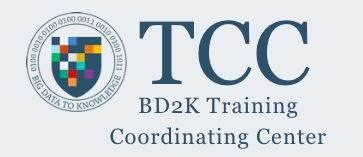 TCC
BD2K Training
Coordinating Center
BIG DATA TO KNOWLEDGE